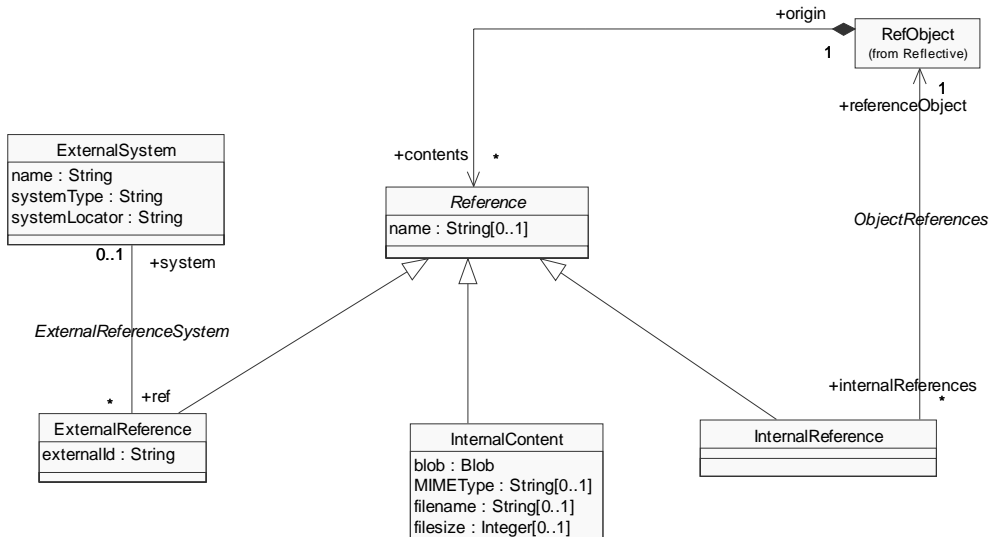 +origin
1
RefObject
(from Reflective)
1
+referenceObject
ExternalSystem
name : String
systemType : String
systemLocator : String
0..1
+system
+contents
*
Reference
name : String[0..1]
ObjectReferences
ExternalReferenceSystem
*
+ref
+internalReferences
*
ExternalReference
externalId : String
InternalContent
blob : Blob
MIMEType : String[0..1]
filename : String[0..1]
filesize : Integer[0..1]
InternalReference